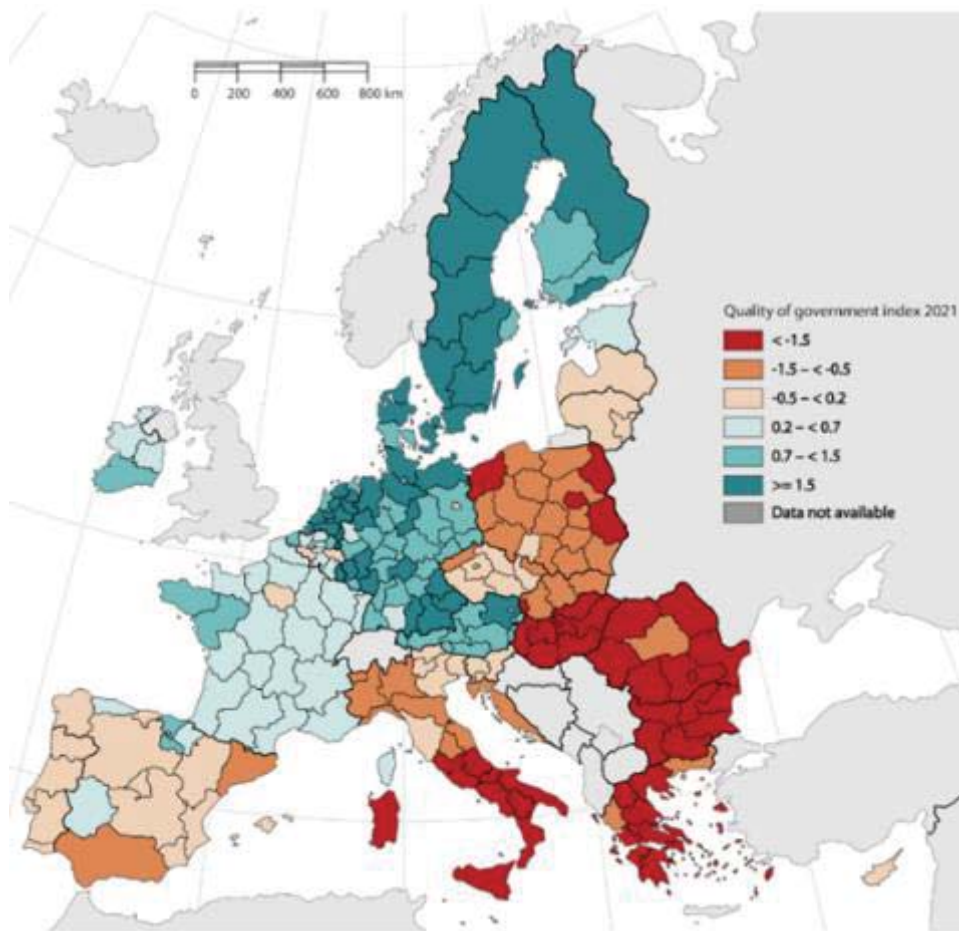 0 200 400 600 800 km
Quality of government index 2021
< -1.5
-1.5 – < -0.5
-0.5 – < 0.2
0.2 – < 0.7
0.7 – < 1.5
>= 1.5
Data not available